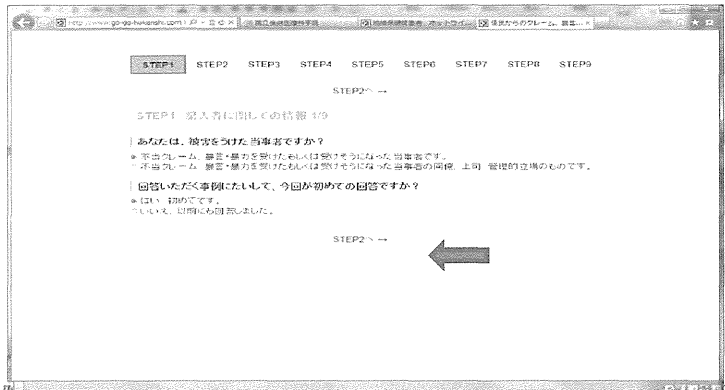 STEP1 STEP2 STEP3 STEP4 STEP5 STEP6 STEP7 STEP8 STEP9
STEP2へ →
STEP1 に関しての情報 1/9
あなたは、被害をうけた当事者ですか？
不当クレーム、暴言・暴力を受けたもしくは受けそうになった当事者です。
不当クレーム、暴言・暴力を受けたもしくは受けそうになった当事者の同僚、上司、管理的立場のものです。
回答いただく事例にたいして、今回が初めての回答ですか？
はい、初めてです。
いいえ、以前にも回答しました。
STEP2へ →